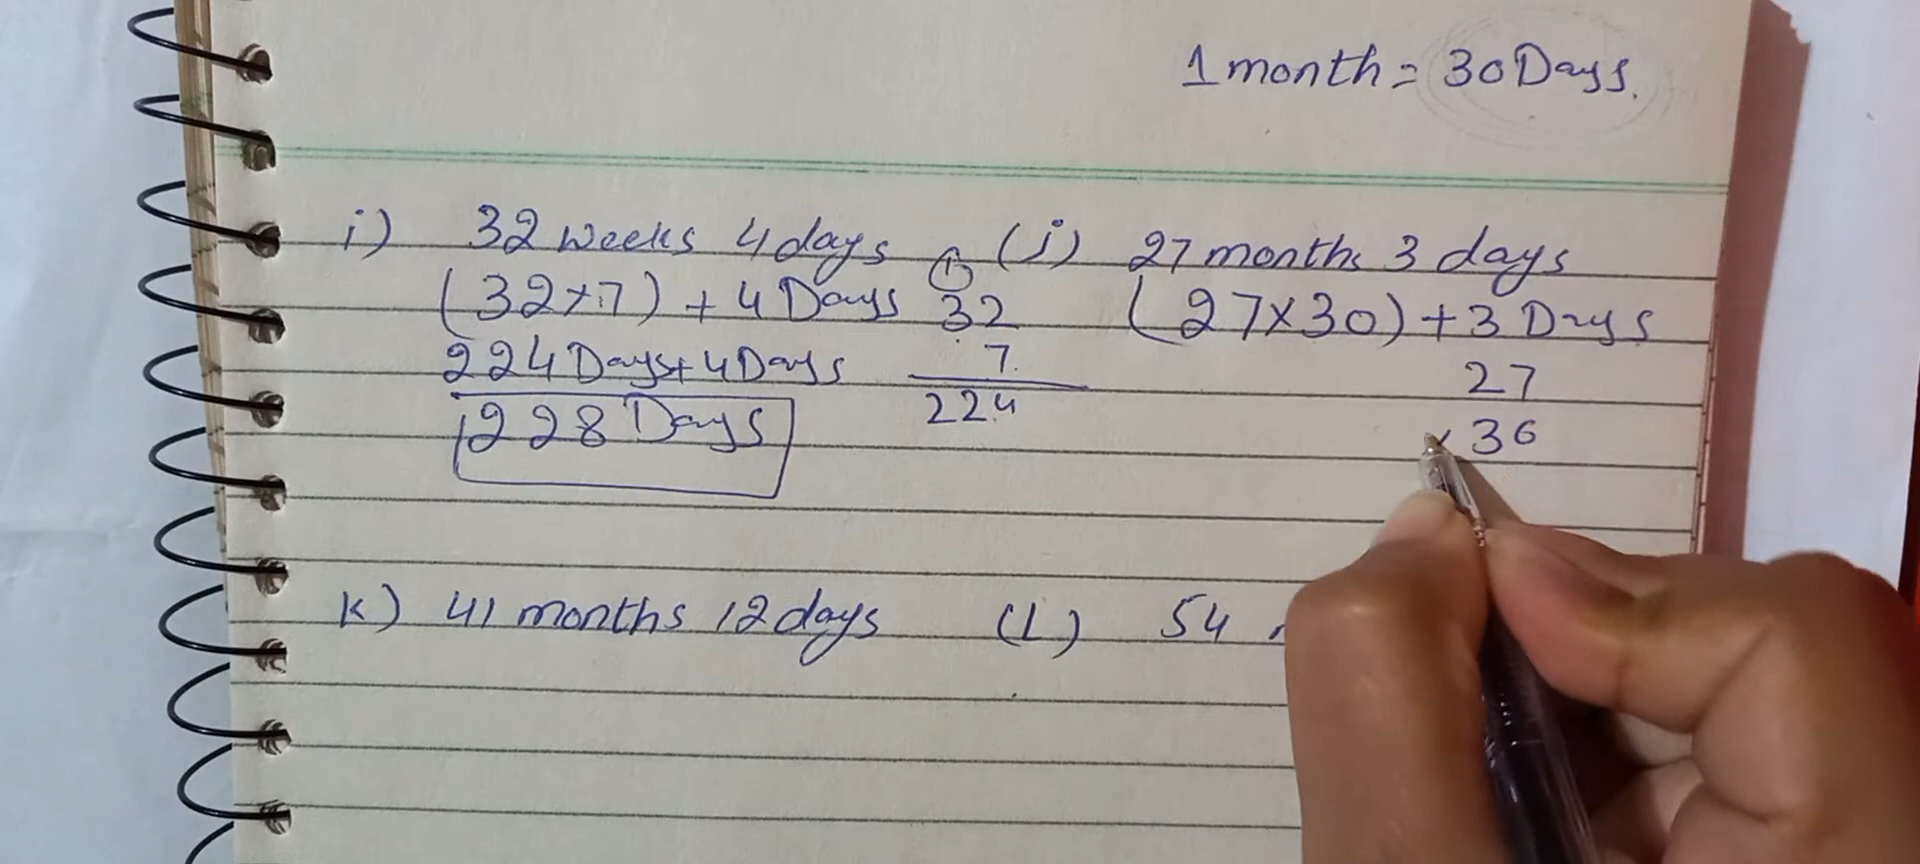 1 month = 30 Days.
i) 32 weeks 4 days
(32×7) + 4 Days
224 Days + 4 Days
228 Days
1
32
7
224
(j) 27 months 3 days
(27×30) + 3 Days
27
×36
k) 41 months 12 days
(L) 54